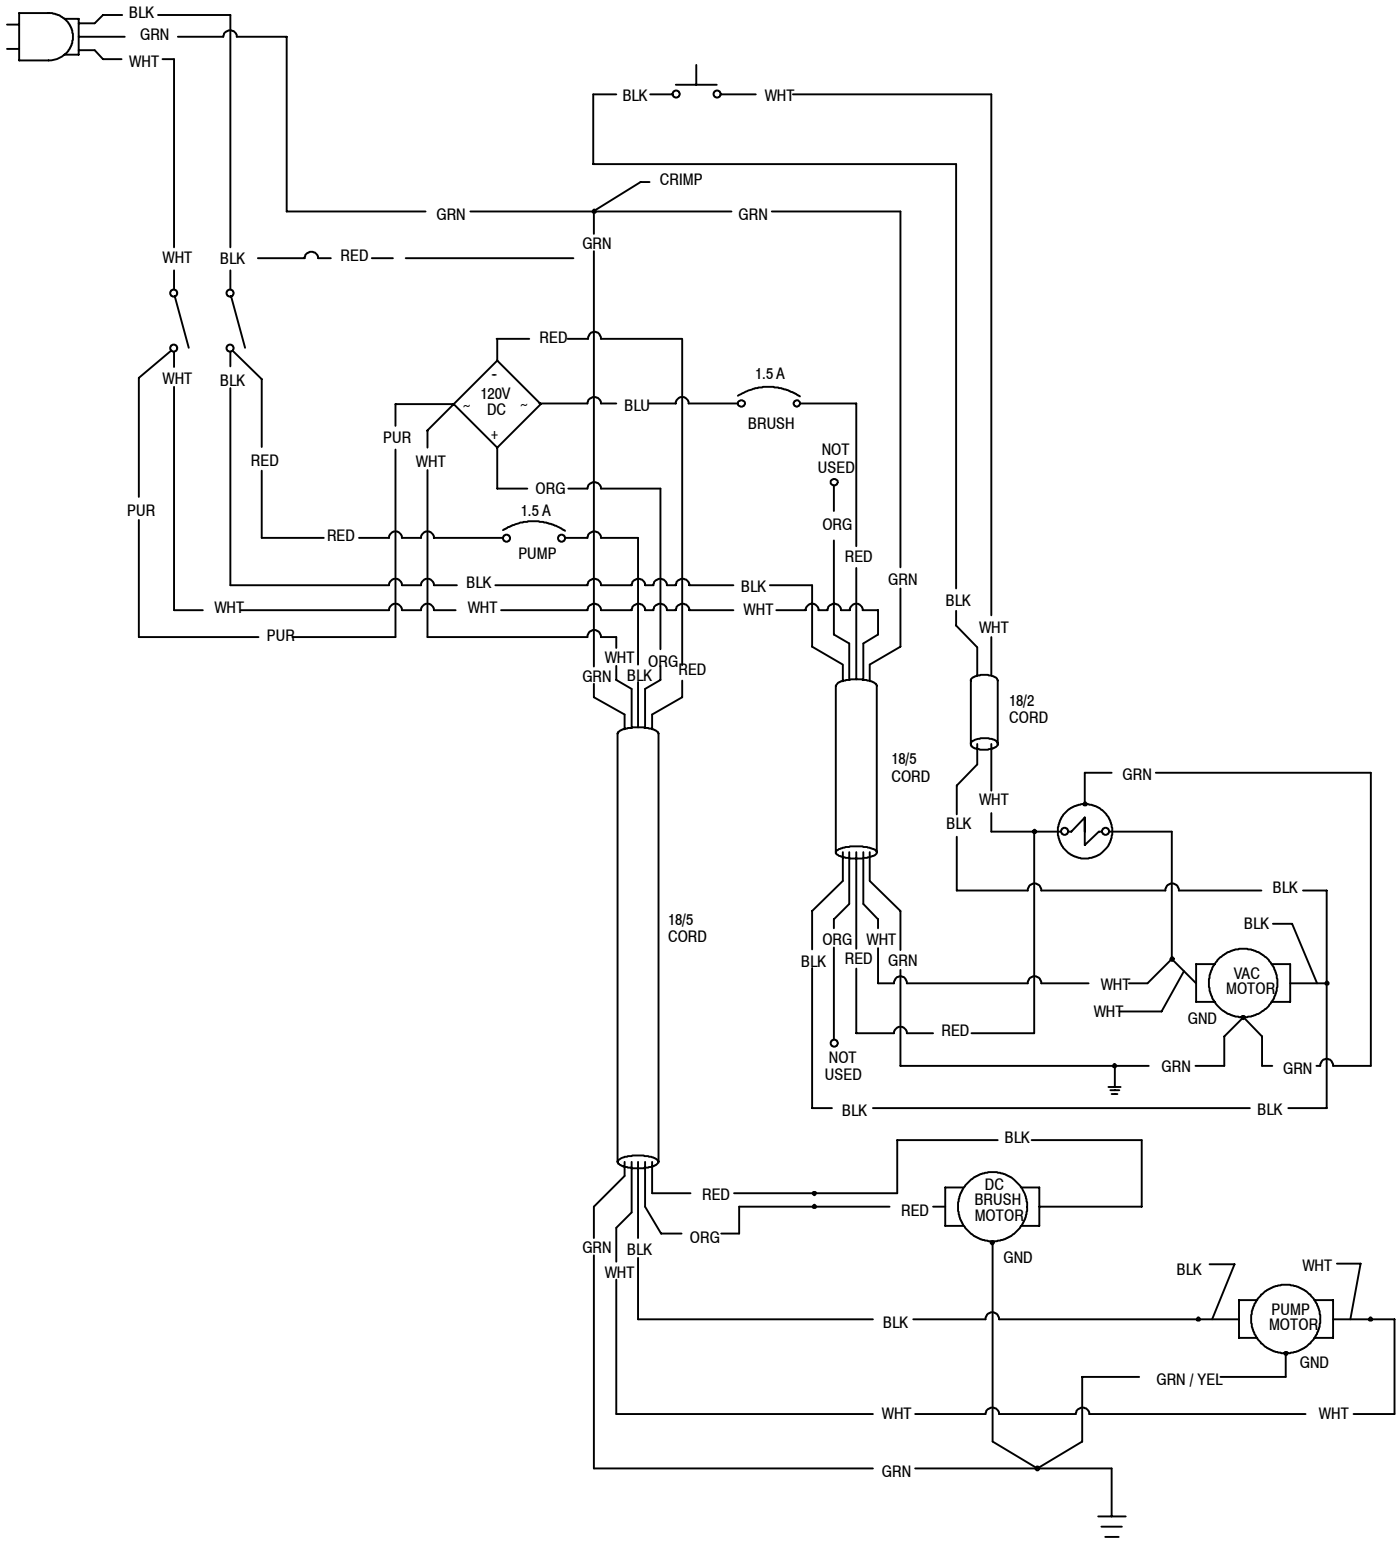 BLK
GRN
WHT
BLK
WHT
CRIMP
GRN
GRN
GRN
WHT
BLK
RED
RED
1.5 A
WHT
BLK
-
120V
DC
~
~
+
BLU
BRUSH
PUR
WHT
RED
NOT
USED
ORG
PUR
1.5 A
ORG
RED
PUMP
RED
GRN
BLK
BLK
BLK
WHT
WHT
WHT
WHT
PUR
WHT
ORG
RED
GRN
BLK
18/2
CORD
18/5
CORD
GRN
WHT
BLK
BLK
18/5
CORD
BLK
ORG
WHT
BLK
RED
GRN
VAC
MOTOR
WHT
WHT
GND
RED
NOT
USED
GRN
GRN
BLK
BLK
BLK
RED
DC
BRUSH
MOTOR
RED
ORG
GRN
BLK
GND
WHT
BLK
WHT
BLK
PUMP
MOTOR
GND
GRN / YEL
WHT
WHT
GRN